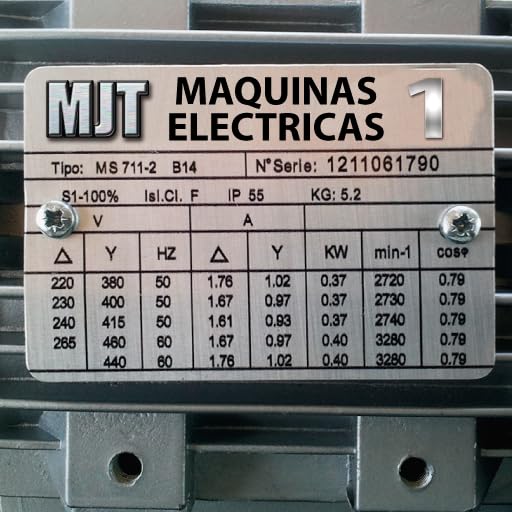 MJT MAQUINAS 1
ELECTRICAS
Tipo: MS 711-2 B14 N°Serie: 1211061790
S1-100% Isl.Cl. F IP 55 KG: 5.2
V A
Δ Y HZ Δ Y KW min-1 cosφ
220 380 50 1.76 1.02 0.37 2720 0.79
230 400 50 1.67 0.97 0.37 2730 0.79
240 415 50 1.61 0.93 0.37 2740 0.79
265 460 60 1.67 0.97 0.40 3280 0.79
440 60 1.76 1.02 0.40 3260 0.79